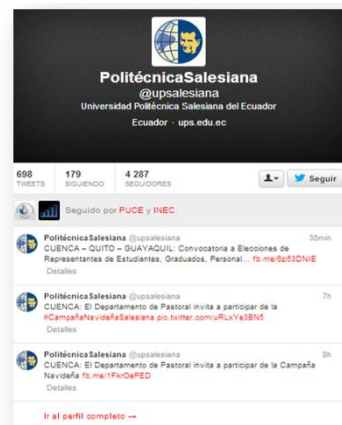 PolitécnicaSalesiana
@upsalesiana
Universidad Politécnica Salesiana del Ecuador
Ecuador · ups.edu.ec
698 TWEETS 179 SIGUIENDO 4 287 SEGUIDORES Seguir
Seguido por PUCE y INEC.
PolitécnicaSalesiana @upsalesiana 35min
CUENCA – QUITO – GUAYAQUIL: Convocatoria a Elecciones de
Representantes de Estudiantes, Graduados, Personal... fb.me/6zi53DNIE
Detalles
PolitécnicaSalesiana @upsalesiana 7h
CUENCA: El Departamento de Pastoral invita a participar de la
#CampañaNavideñaSalesiana pic.twitter.com/uRLxYe3BN5
Detalles
PolitécnicaSalesiana @upsalesiana 8h
CUENCA: El Departamento de Pastoral invita a participar de la Campaña
Navideña fb.me/1FkrOePED
Detalles
Ir al perfil completo →